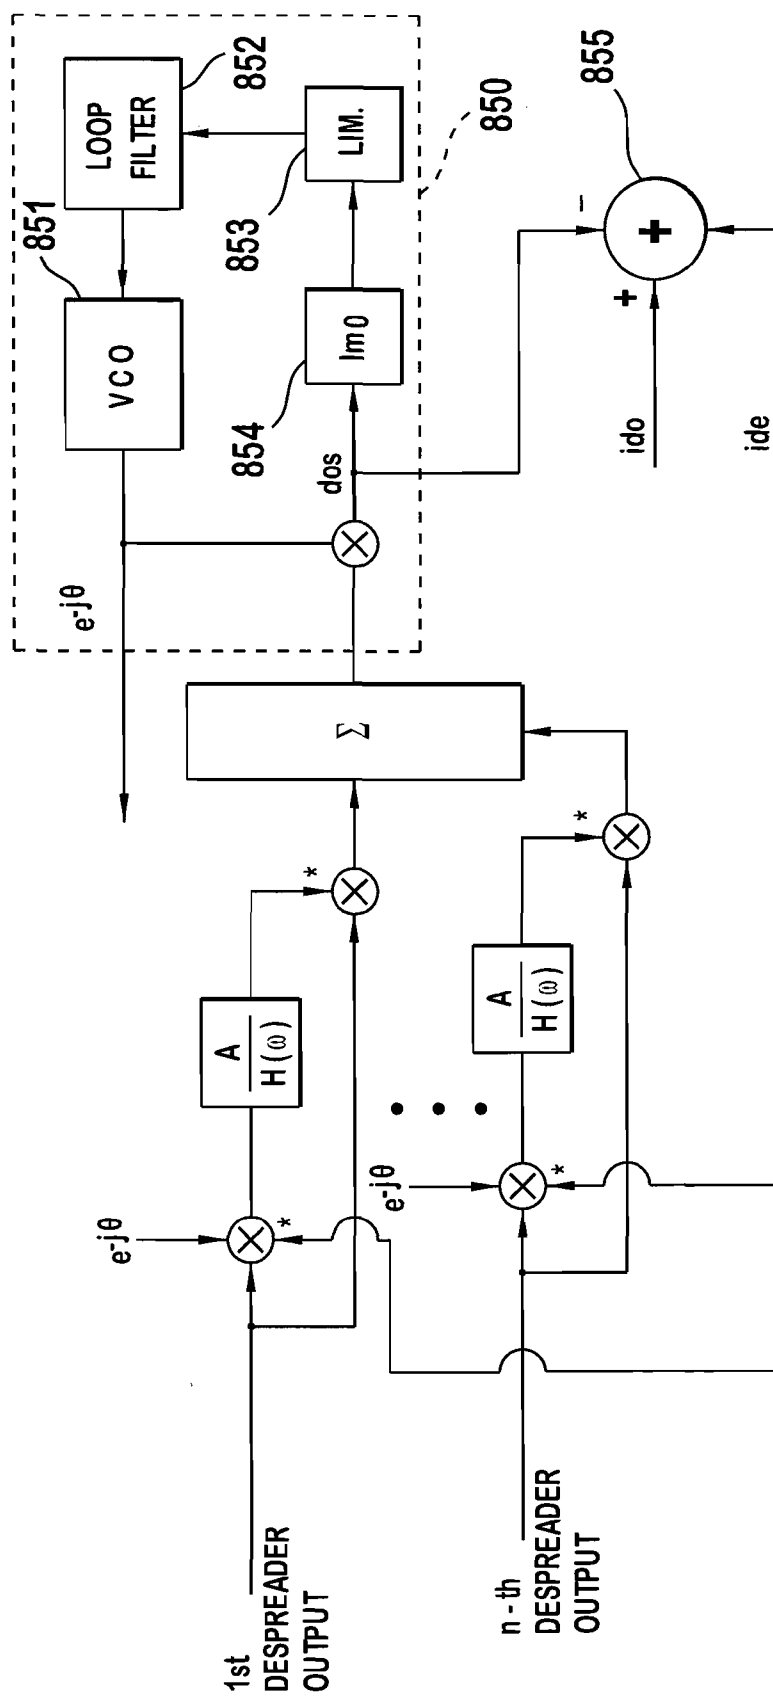 1st
DESPREADER
OUTPUT
e-jθ
*
A
H(ω)
*
n-th
DESPREADER
OUTPUT
e-jθ
*
A
H(ω)
*
Σ
e-jθ
dos
VCO
851
LOOP
FILTER
852
LIM.
853
Im0
854
850
ido
+
−
+
855
ide